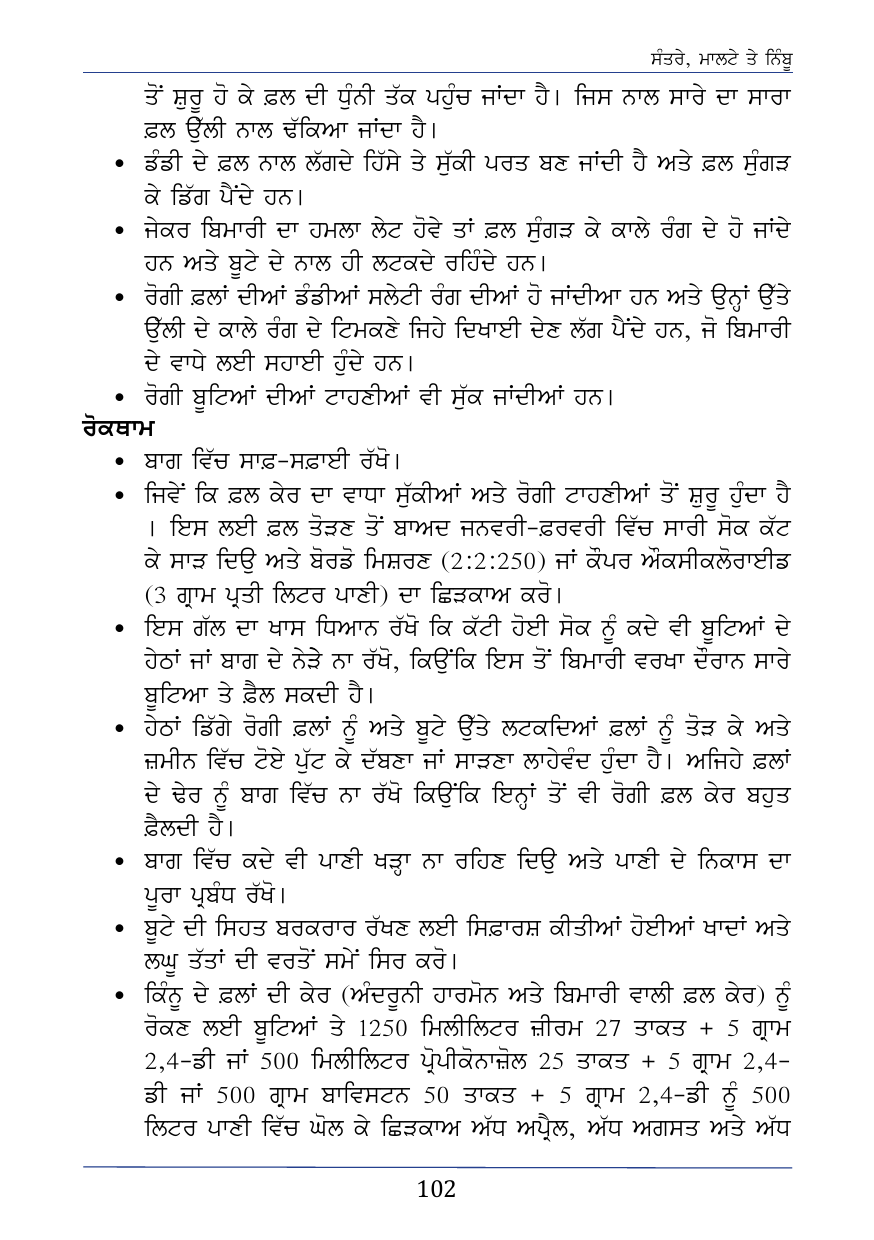 ਸੰਤਰੇ, ਮਾਲਟੇ ਤੇ ਨਿੰਬੂ
ਤੋਂ ਸ਼ੁਰੂ ਹੋ ਕੇ ਫ਼ਲ ਦੀ ਧੁੰਨੀ ਤੱਕ ਪਹੁੰਚ ਜਾਂਦਾ ਹੈ। ਜਿਸ ਨਾਲ ਸਾਰੇ ਦਾ ਸਾਰਾ
ਫ਼ਲ ਉੱਲੀ ਨਾਲ ਢੱਕਿਆ ਜਾਂਦਾ ਹੈ।
• ਡੰਡੀ ਦੇ ਫ਼ਲ ਨਾਲ ਲੱਗਦੇ ਹਿੱਸੇ ਤੇ ਸੁੱਕੀ ਪਰਤ ਬਣ ਜਾਂਦੀ ਹੈ ਅਤੇ ਫ਼ਲ ਸੁੰਗੜ
ਕੇ ਡਿੱਗ ਪੈਂਦੇ ਹਨ।
• ਜੇਕਰ ਬਿਮਾਰੀ ਦਾ ਹਮਲਾ ਲੇਟ ਹੋਵੇ ਤਾਂ ਫ਼ਲ ਸੁੰਗੜ ਕੇ ਕਾਲੇ ਰੰਗ ਦੇ ਹੋ ਜਾਂਦੇ
ਹਨ ਅਤੇ ਬੂਟੇ ਦੇ ਨਾਲ ਹੀ ਲਟਕਦੇ ਰਹਿੰਦੇ ਹਨ।
• ਰੋਗੀ ਫ਼ਲਾਂ ਦੀਆਂ ਡੰਡੀਆਂ ਸਲੇਟੀ ਰੰਗ ਦੀਆਂ ਹੋ ਜਾਂਦੀਆ ਹਨ ਅਤੇ ਉਨ੍ਹਾਂ ਉੱਤੇ
ਉੱਲੀ ਦੇ ਕਾਲੇ ਰੰਗ ਦੇ ਟਿਮਕਣੇ ਜਿਹੇ ਦਿਖਾਈ ਦੇਣ ਲੱਗ ਪੈਂਦੇ ਹਨ, ਜੋ ਬਿਮਾਰੀ
ਦੇ ਵਾਧੇ ਲਈ ਸਹਾਈ ਹੁੰਦੇ ਹਨ।
• ਰੋਗੀ ਬੂਟਿਆਂ ਦੀਆਂ ਟਾਹਣੀਆਂ ਵੀ ਸੁੱਕ ਜਾਂਦੀਆਂ ਹਨ।
ਰੋਕਥਾਮ
• ਬਾਗ ਵਿੱਚ ਸਾਫ਼-ਸਫ਼ਾਈ ਰੱਖੋ।
• ਜਿਵੇਂ ਕਿ ਫ਼ਲ ਕੇਰ ਦਾ ਵਾਧਾ ਸੁੱਕੀਆਂ ਅਤੇ ਰੋਗੀ ਟਾਹਣੀਆਂ ਤੋਂ ਸ਼ੁਰੂ ਹੁੰਦਾ ਹੈ
। ਇਸ ਲਈ ਫ਼ਲ ਤੋੜਣ ਤੋਂ ਬਾਅਦ ਜਨਵਰੀ-ਫ਼ਰਵਰੀ ਵਿੱਚ ਸਾਰੀ ਸੋਕ ਕੱਟ
ਕੇ ਸਾੜ ਦਿਉ ਅਤੇ ਬੋਰਡੋ ਮਿਸ਼ਰਣ (2:2:250) ਜਾਂ ਕੌਪਰ ਔਕਸੀਕਲੋਰਾਈਡ
(3 ਗ੍ਰਾਮ ਪ੍ਰਤੀ ਲਿਟਰ ਪਾਣੀ) ਦਾ ਛਿੜਕਾਅ ਕਰੋ।
• ਇਸ ਗੱਲ ਦਾ ਖਾਸ ਧਿਆਨ ਰੱਖੋ ਕਿ ਕੱਟੀ ਹੋਈ ਸੋਕ ਨੂੰ ਕਦੇ ਵੀ ਬੂਟਿਆਂ ਦੇ
ਹੇਠਾਂ ਜਾਂ ਬਾਗ ਦੇ ਨੇੜੇ ਨਾ ਰੱਖੋ, ਕਿਉਂਕਿ ਇਸ ਤੋਂ ਬਿਮਾਰੀ ਵਰਖਾ ਦੌਰਾਨ ਸਾਰੇ
ਬੂਟਿਆ ਤੇ ਫ਼ੈਲ ਸਕਦੀ ਹੈ।
• ਹੇਠਾਂ ਡਿੱਗੇ ਰੋਗੀ ਫ਼ਲਾਂ ਨੂੰ ਅਤੇ ਬੂਟੇ ਉੱਤੇ ਲਟਕਦਿਆਂ ਫ਼ਲਾਂ ਨੂੰ ਤੋੜ ਕੇ ਅਤੇ
ਜ਼ਮੀਨ ਵਿੱਚ ਟੋਏ ਪੁੱਟ ਕੇ ਦੱਬਣਾ ਜਾਂ ਸਾੜਣਾ ਲਾਹੇਵੰਦ ਹੁੰਦਾ ਹੈ। ਅਜਿਹੇ ਫ਼ਲਾਂ
ਦੇ ਢੇਰ ਨੂੰ ਬਾਗ ਵਿੱਚ ਨਾ ਰੱਖੋ ਕਿਉਂਕਿ ਇਨ੍ਹਾਂ ਤੋਂ ਵੀ ਰੋਗੀ ਫ਼ਲ ਕੇਰ ਬਹੁਤ
ਫ਼ੈਲਦੀ ਹੈ।
• ਬਾਗ ਵਿੱਚ ਕਦੇ ਵੀ ਪਾਣੀ ਖੜ੍ਹਾ ਨਾ ਰਹਿਣ ਦਿਉ ਅਤੇ ਪਾਣੀ ਦੇ ਨਿਕਾਸ ਦਾ
ਪੂਰਾ ਪ੍ਰਬੰਧ ਰੱਖੋ।
• ਬੂਟੇ ਦੀ ਸਿਹਤ ਬਰਕਰਾਰ ਰੱਖਣ ਲਈ ਸਿਫ਼ਾਰਸ਼ ਕੀਤੀਆਂ ਹੋਈਆਂ ਖਾਦਾਂ ਅਤੇ
ਲਘੂ ਤੱਤਾਂ ਦੀ ਵਰਤੋਂ ਸਮੇਂ ਸਿਰ ਕਰੋ।
• ਕਿੰਨੂ ਦੇ ਫ਼ਲਾਂ ਦੀ ਕੇਰ (ਅੰਦਰੂਨੀ ਹਾਰਮੋਨ ਅਤੇ ਬਿਮਾਰੀ ਵਾਲੀ ਫ਼ਲ ਕੇਰ) ਨੂੰ
ਰੋਕਣ ਲਈ ਬੂਟਿਆਂ ਤੇ 1250 ਮਿਲੀਲਿਟਰ ਜ਼ੀਰਮ 27 ਤਾਕਤ + 5 ਗ੍ਰਾਮ
2,4-ਡੀ ਜਾਂ 500 ਮਿਲੀਲਿਟਰ ਪ੍ਰੋਪੀਕੋਨਾਜ਼ੋਲ 25 ਤਾਕਤ + 5 ਗ੍ਰਾਮ 2,4-
ਡੀ ਜਾਂ 500 ਗ੍ਰਾਮ ਬਾਵਿਸਟਨ 50 ਤਾਕਤ + 5 ਗ੍ਰਾਮ 2,4-ਡੀ ਨੂੰ 500
ਲਿਟਰ ਪਾਣੀ ਵਿੱਚ ਘੋਲ ਕੇ ਛਿੜਕਾਅ ਅੱਧ ਅਪ੍ਰੈਲ, ਅੱਧ ਅਗਸਤ ਅਤੇ ਅੱਧ
102